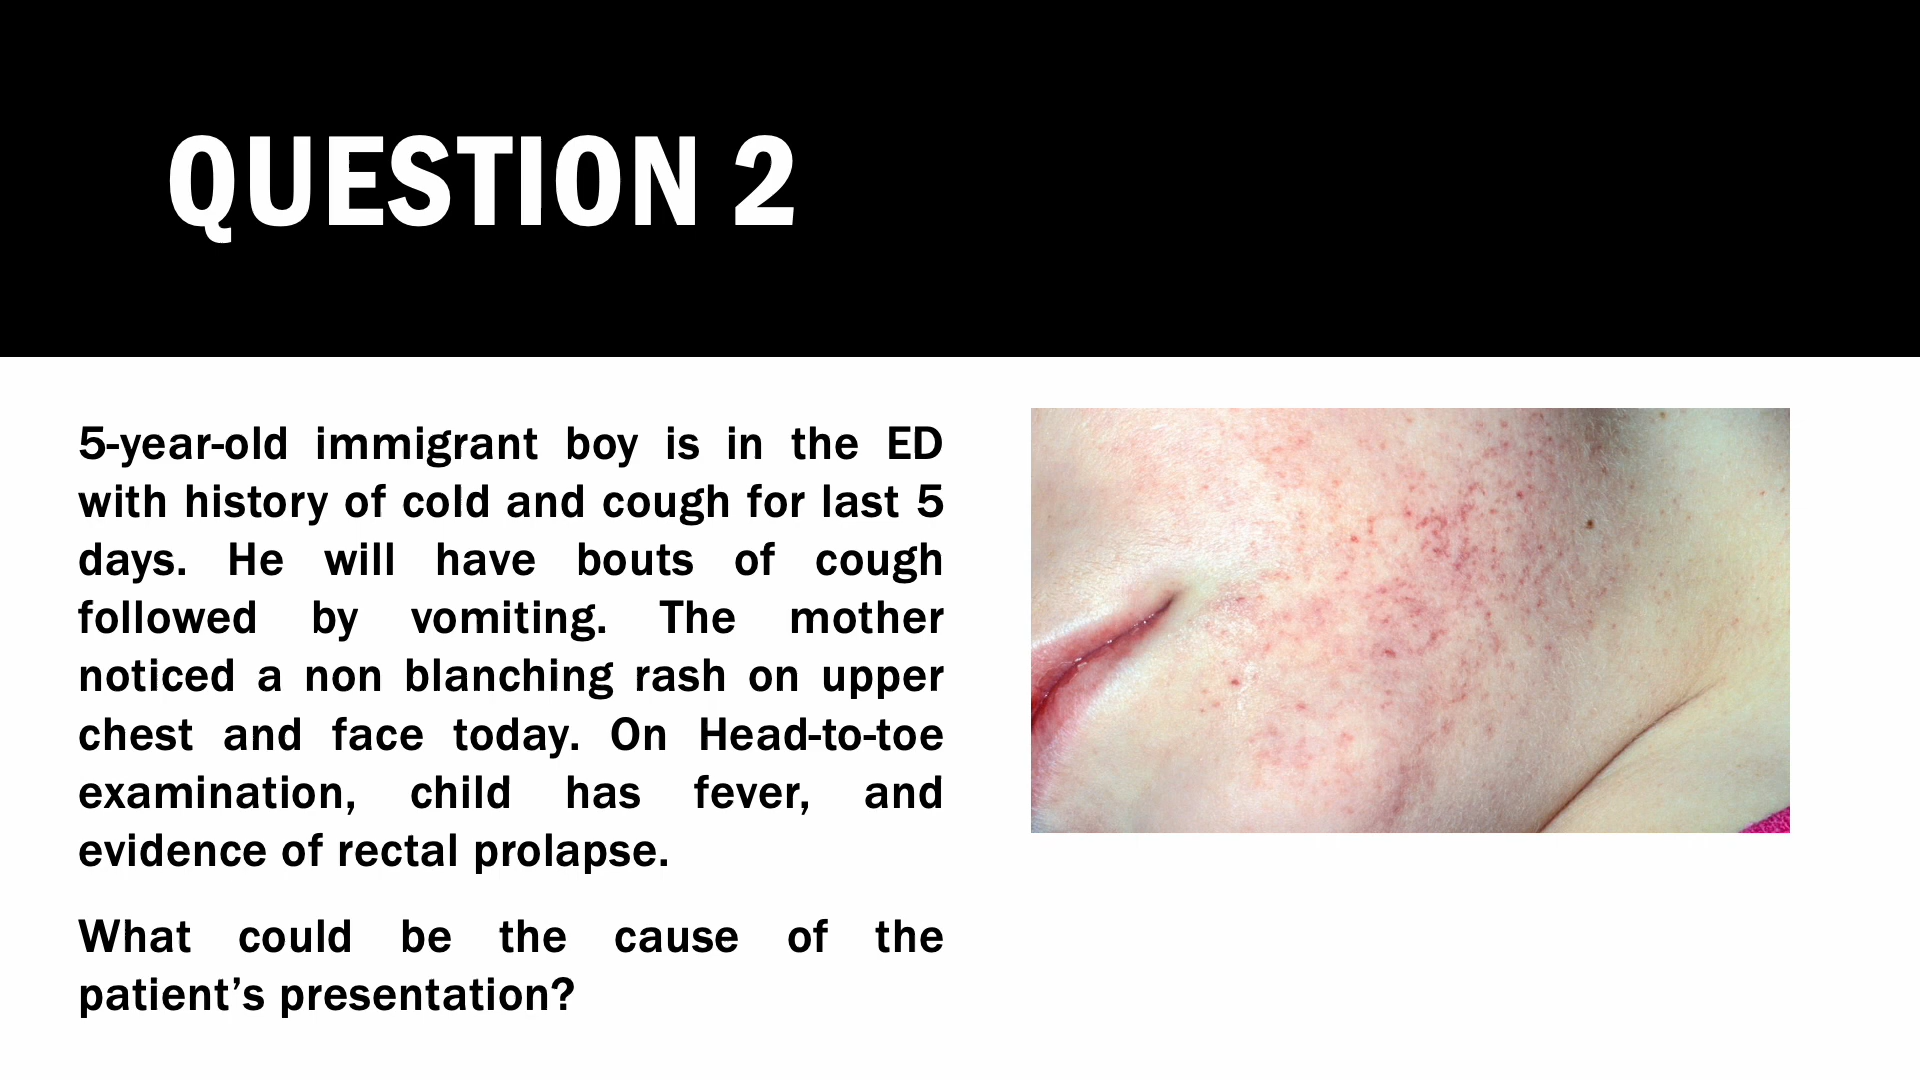 QUESTION 2
5-year-old immigrant boy is in the ED
with history of cold and cough for last 5
days. He will have bouts of cough
followed by vomiting. The mother
noticed a non blanching rash on upper
chest and face today. On Head-to-toe
examination, child has fever, and
evidence of rectal prolapse.
What could be the cause of the
patient’s presentation?